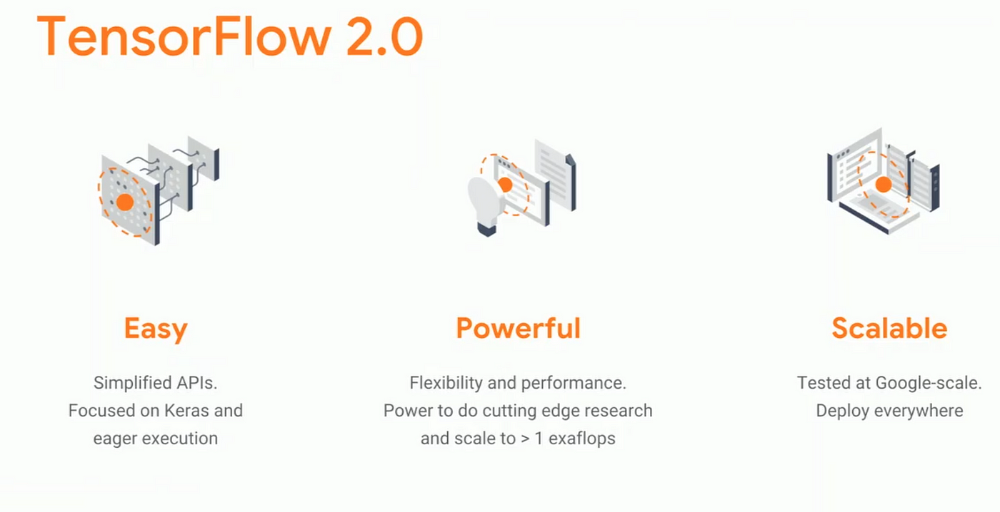 TensorFlow 2.0
Easy
Simplified APIs.
Focused on Keras and
eager execution
Powerful
Flexibility and performance.
Power to do cutting edge research
and scale to > 1 exaflops
Scalable
Tested at Google-scale.
Deploy everywhere